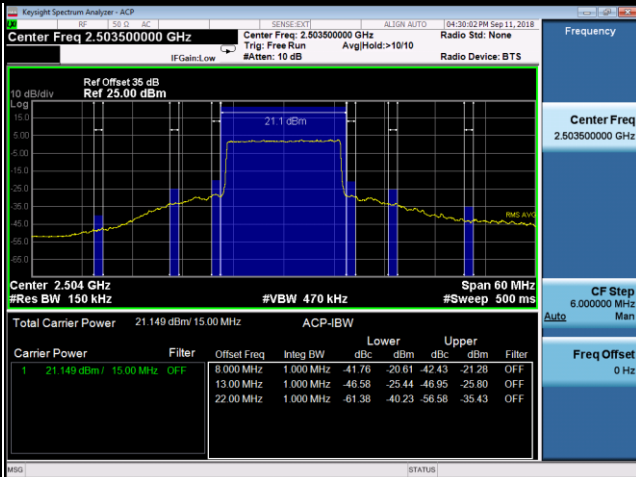 Keysight Spectrum Analyzer - ACP
RF 50 Ω AC SENSE:EXT ALIGN AUTO 04:30:02 PM Sep 11, 2018
Center Freq 2.503500000 GHz
Center Freq: 2.503500000 GHz Radio Std: None
Trig: Free Run Avg|Hold:>10/10
IFGain:Low #Atten: 10 dB Radio Device: BTS
Ref Offset 35 dB
10 dB/div Ref 25.00 dBm
Log
15.0
5.00
-5.00
-15.0
-25.0
-35.0
-45.0
-55.0
-65.0
21.1 dBm
RMS AVG
Center 2.504 GHz Span 60 MHz
#Res BW 150 kHz #VBW 470 kHz #Sweep 500 ms
Total Carrier Power 21.149 dBm/ 15.00 MHz ACP-IBW
Lower Upper
Carrier Power Filter Offset Freq Integ BW dBc dBm dBc dBm Filter
1 21.149 dBm / 15.00 MHz OFF 8.000 MHz 1.000 MHz -41.76 -20.61 -42.43 -21.28 OFF
13.00 MHz 1.000 MHz -46.58 -25.44 -46.95 -25.80 OFF
22.00 MHz 1.000 MHz -61.38 -40.23 -56.58 -35.43 OFF
MSG STATUS
Frequency
Center Freq
2.503500000 GHz
CF Step
6.000000 MHz
Auto Man
Freq Offset
0 Hz